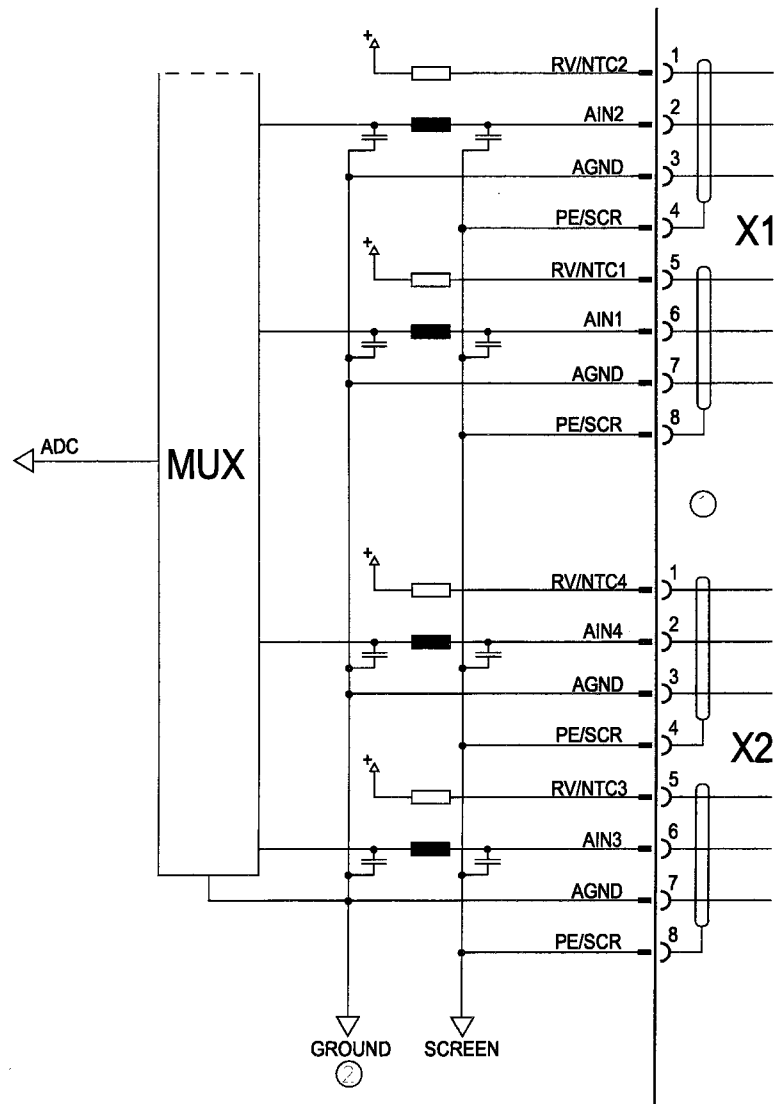 +
RV/NTC2 1
AIN2 2
AGND 3
PE/SCR 4
X1
+
RV/NTC1 5
AIN1 6
AGND 7
PE/SCR 8
ADC
MUX
1
+
RV/NTC4 1
AIN4 2
AGND 3
PE/SCR 4
X2
+
RV/NTC3 5
AIN3 6
AGND 7
PE/SCR 8
GROUND SCREEN
2